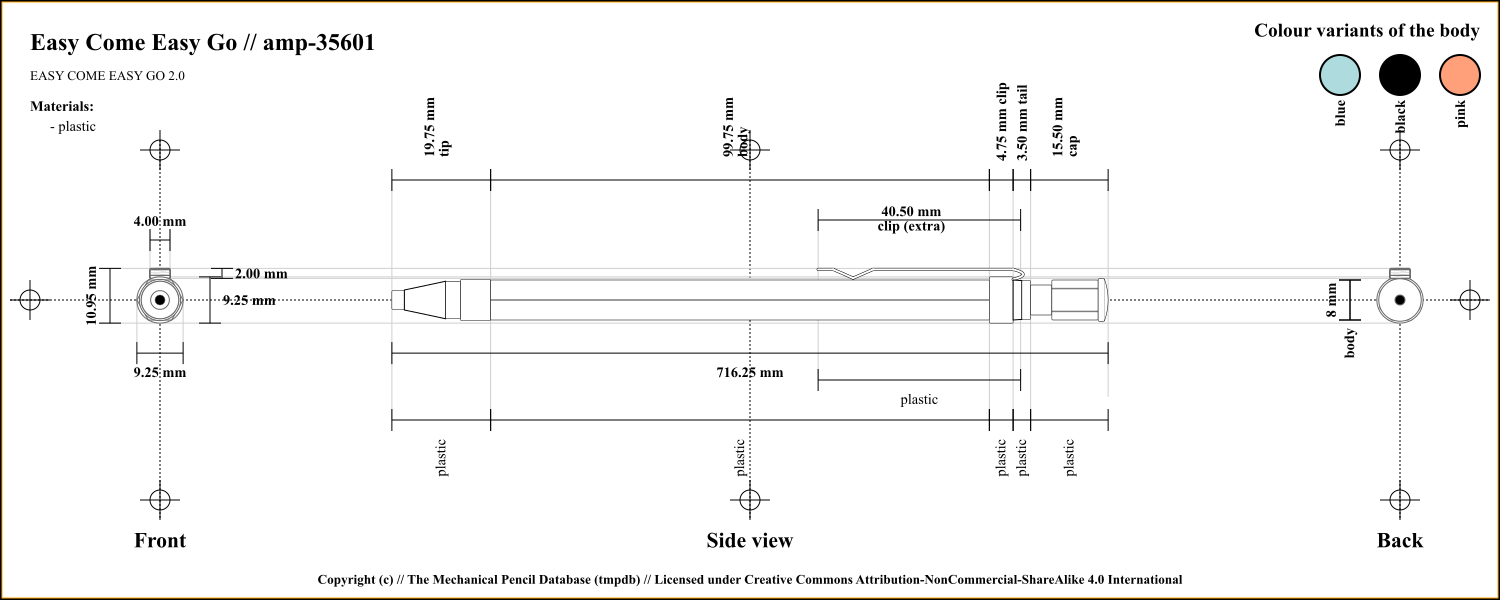 Easy Come Easy Go // amp-35601
EASY COME EASY GO 2.0
Materials:
- plastic
Colour variants of the body
blue
black
pink
19.75 mm
tip
99.75 mm
body
4.75 mm clip
3.50 mm tail
15.50 mm
cap
40.50 mm
clip (extra)
4.00 mm
2.00 mm
9.25 mm
10.95 mm
9.25 mm
8 mm
body
716.25 mm
plastic
plastic
plastic
plastic
plastic
plastic
Front
Side view
Back
Copyright (c) // The Mechanical Pencil Database (tmpdb) // Licensed under Creative Commons Attribution-NonCommercial-ShareAlike 4.0 International